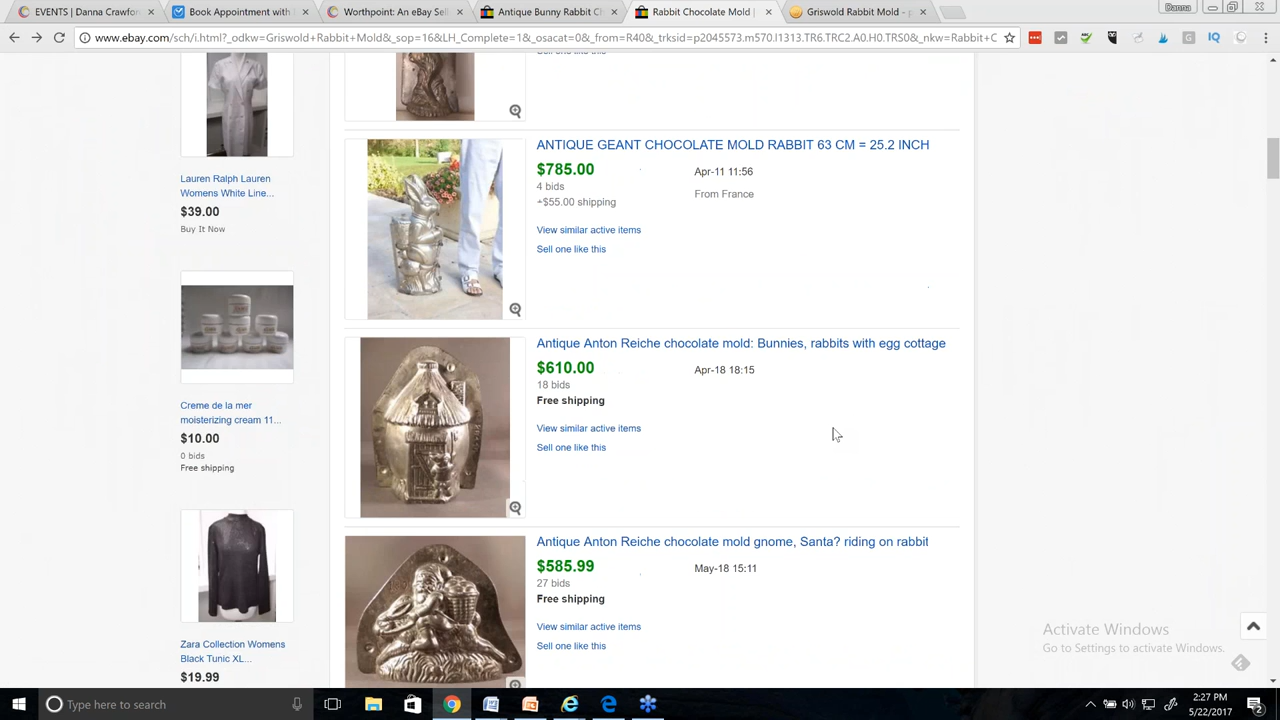 EVENTS | Danna Crawfor
Book Appointment with
Worthpoint: An eBay Sel
Antique Bunny Rabbit Ch
Rabbit Chocolate Mold |
Griswold Rabbit Mold - p
Danna
www.ebay.com/sch/i.html?_odkw=Griswold+Rabbit+Mold&_sop=16&LH_Complete=1&_osacat=0&_from=R40&_trksid=p2045573.m570.l1313.TR6.TRC2.A0.H0.TRS0&_nkw=Rabbit+C
Sell one like this
Lauren Ralph Lauren
Womens White Line...
$39.00
Buy It Now
Creme de la mer
moisterizing cream 11...
$10.00
0 bids
Free shipping
Zara Collection Womens
Black Tunic XL...
$19.99
ANTIQUE GEANT CHOCOLATE MOLD RABBIT 63 CM = 25.2 INCH
$785.00
Apr-11 11:56
4 bids
From France
+$55.00 shipping
View similar active items
Sell one like this
Antique Anton Reiche chocolate mold: Bunnies, rabbits with egg cottage
$610.00
Apr-18 18:15
18 bids
Free shipping
View similar active items
Sell one like this
Antique Anton Reiche chocolate mold gnome, Santa? riding on rabbit
$585.99
May-18 15:11
27 bids
Free shipping
View similar active items
Sell one like this
Activate Windows
Go to Settings to activate Windows.
Type here to search
2:27 PM
5/22/2017